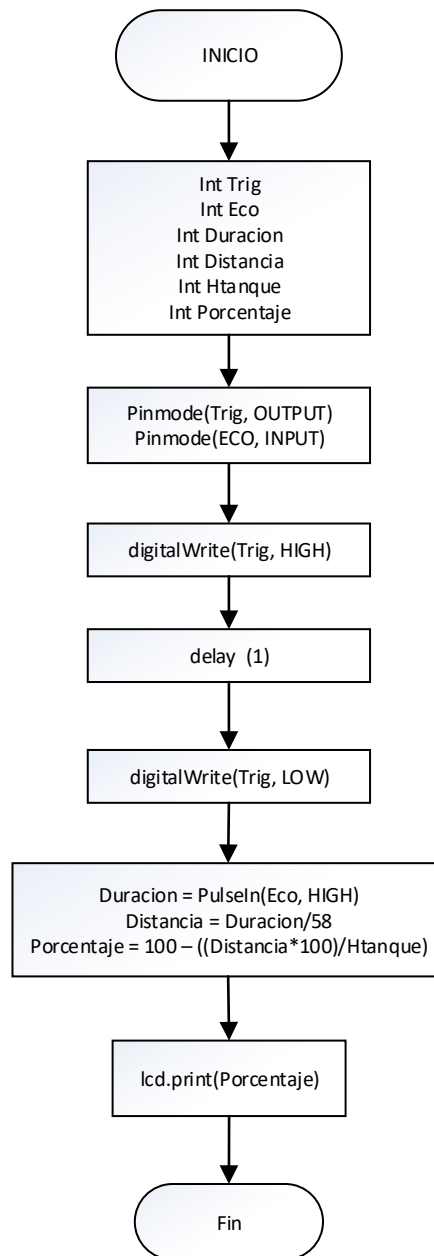 INICIO
Int Trig
Int Eco
Int Duracion
Int Distancia
Int Htanque
Int Porcentaje
Pinmode(Trig, OUTPUT)
Pinmode(ECO, INPUT)
digitalWrite(Trig, HIGH)
delay (1)
digitalWrite(Trig, LOW)
Duracion = PulseIn(Eco, HIGH)
Distancia = Duracion/58
Porcentaje = 100 – ((Distancia*100)/Htanque)
lcd.print(Porcentaje)
Fin